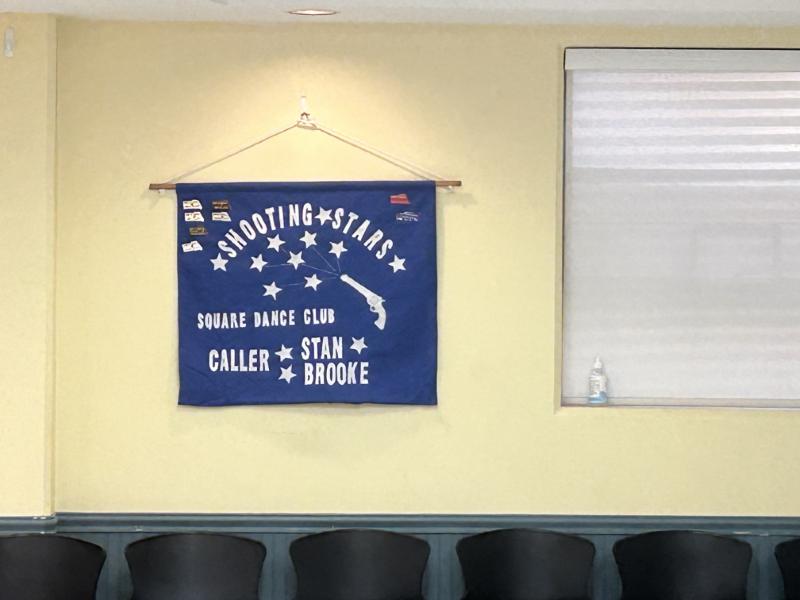 SHOOTING STARS
SQUARE DANCE CLUB
CALLER STAN
BROOKE